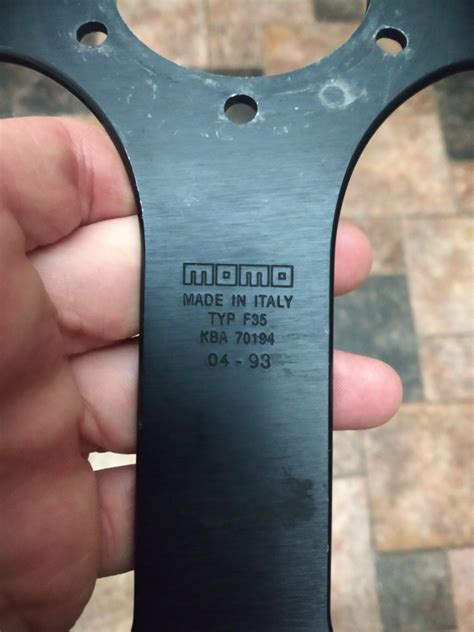 momo
MADE IN ITALY
TYP F35
KBA 70194
04 - 93